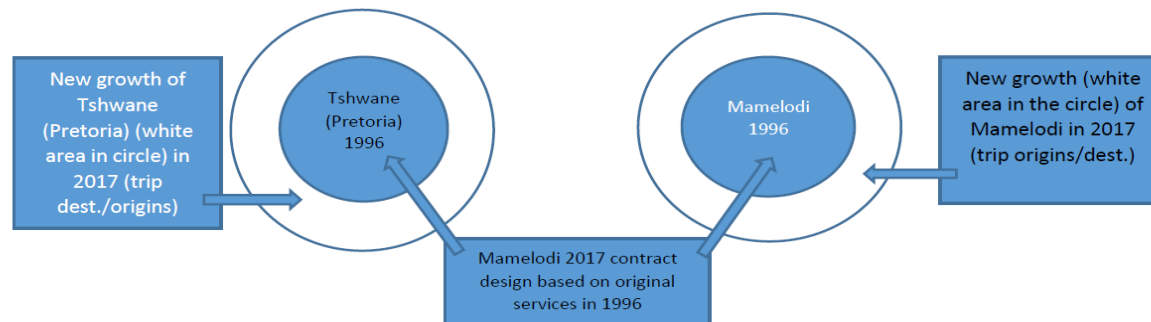 New growth of
Tshwane
(Pretoria) (white
area in circle) in
2017 (trip
dest./origins)
Tshwane
(Pretoria)
1996
Mamelodi
1996
New growth (white
area in the circle) of
Mamelodi in 2017
(trip origins/dest.)
Mamelodi 2017 contract
design based on original
services in 1996